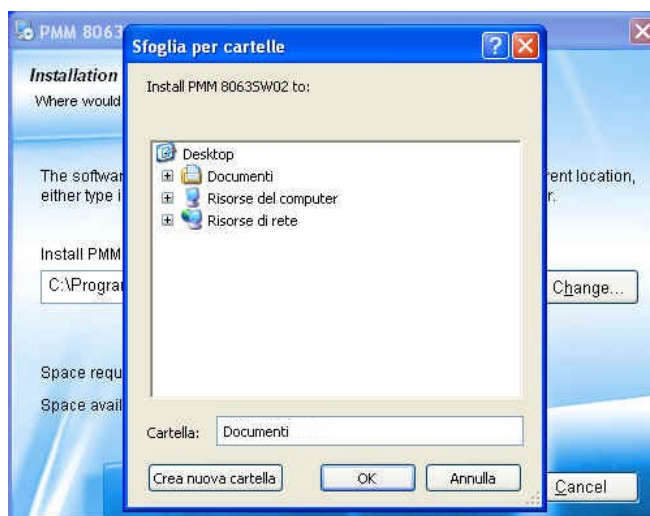 PMM 8063
Sfoglia per cartelle
Installation
Where would
Install PMM 8063SW02 to:
Desktop
Documenti
Risorse del computer
Risorse di rete
The softwar
rent location,
either type i
r.
Install PMM
C:\Progra
Change...
Space requ
Space avail
Cartella: Documenti
Crea nuova cartella OK Annulla
Cancel